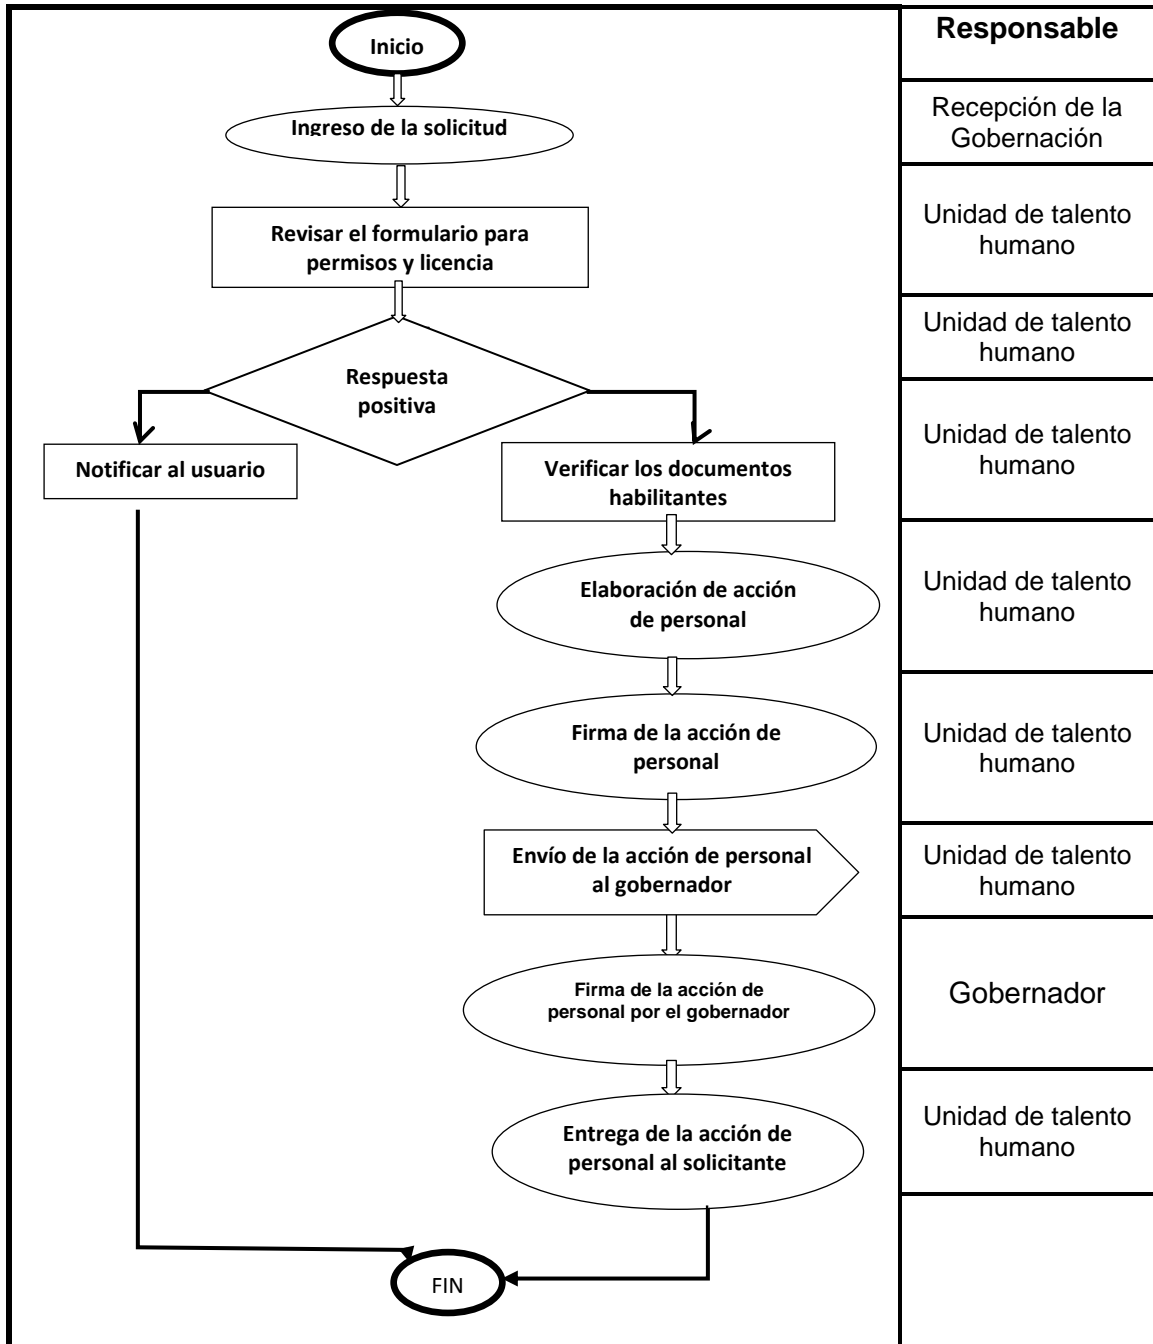 Inicio
Responsable
Ingreso de la solicitud
Recepción de la
Gobernación
Revisar el formulario para
permisos y licencia
Unidad de talento
humano
Respuesta
positiva
Unidad de talento
humano
Notificar al usuario
Verificar los documentos
habilitantes
Unidad de talento
humano
Elaboración de acción
de personal
Unidad de talento
humano
Firma de la acción de
personal
Unidad de talento
humano
Envío de la acción de personal
al gobernador
Unidad de talento
humano
Firma de la acción de
personal por el gobernador
Gobernador
Entrega de la acción de
personal al solicitante
Unidad de talento
humano
FIN